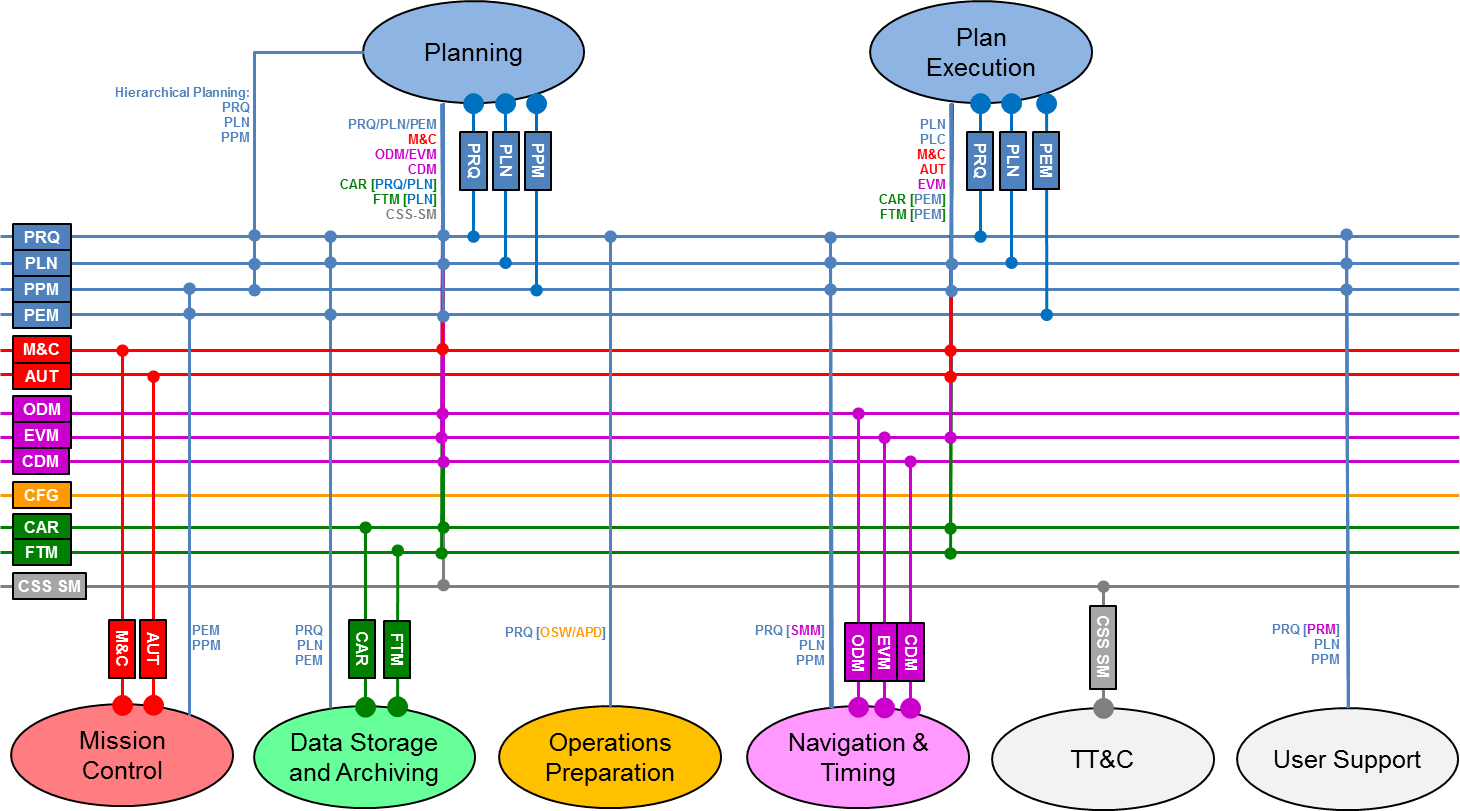 Planning
Plan
Execution
Hierarchical Planning:
PRQ
PLN
PPM
PRQ/PLN/PEM
M&C
ODM/EVM
CDM
CAR [PRQ/PLN]
FTM [PLN]
CSS-SM
PRQ
PLN
PPM
PLN
PLC
M&C
AUT
EVM
CAR [PEM]
FTM [PEM]
PRQ
PLN
PEM
PRQ
PLN
PPM
PEM
M&C
AUT
ODM
EVM
CDM
CFG
CAR
FTM
CSS SM
M&C
AUT
PEM
PPM
PRQ
PLN
PEM
CAR
FTM
PRQ [OSW/APD]
PRQ [SMM]
PLN
PPM
ODM
EVM
CDM
CSS SM
PRQ [PRM]
PLN
PPM
Mission
Control
Data Storage
and Archiving
Operations
Preparation
Navigation &
Timing
TT&C
User Support